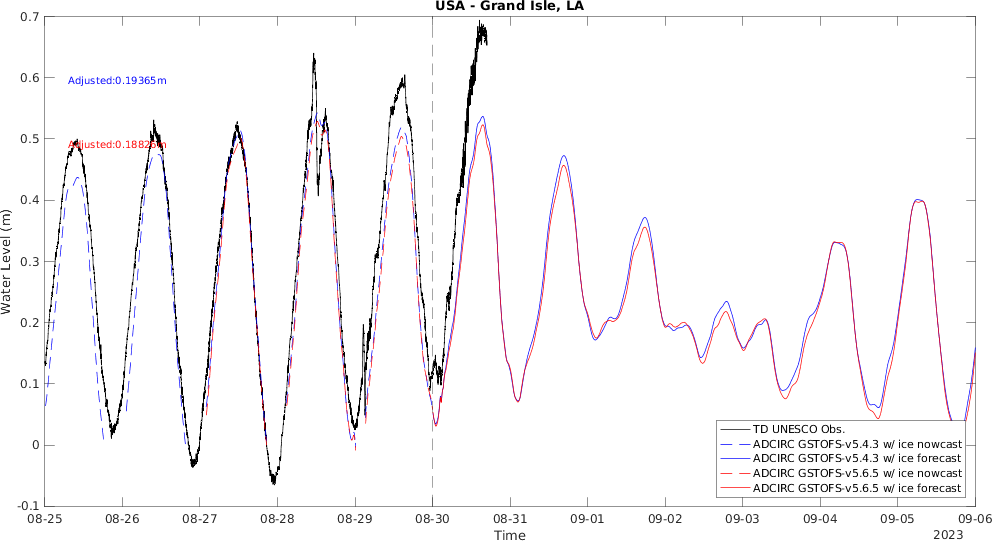 USA - Grand Isle, LA
0.7
0.6
0.5
0.4
0.3
0.2
0.1
0
-0.1
Water Level (m)
Adjusted:0.19365m
08-25
08-26
08-27
08-28
08-29
08-30
08-31
09-01
09-02
09-03
09-04
09-05
09-06
Time
2023
TD UNESCO Obs.
ADCIRC GSTOFS-v5.4.3 w/ ice nowcast
ADCIRC GSTOFS-v5.4.3 w/ ice forecast
ADCIRC GSTOFS-v5.6.5 w/ ice nowcast
ADCIRC GSTOFS-v5.6.5 w/ ice forecast